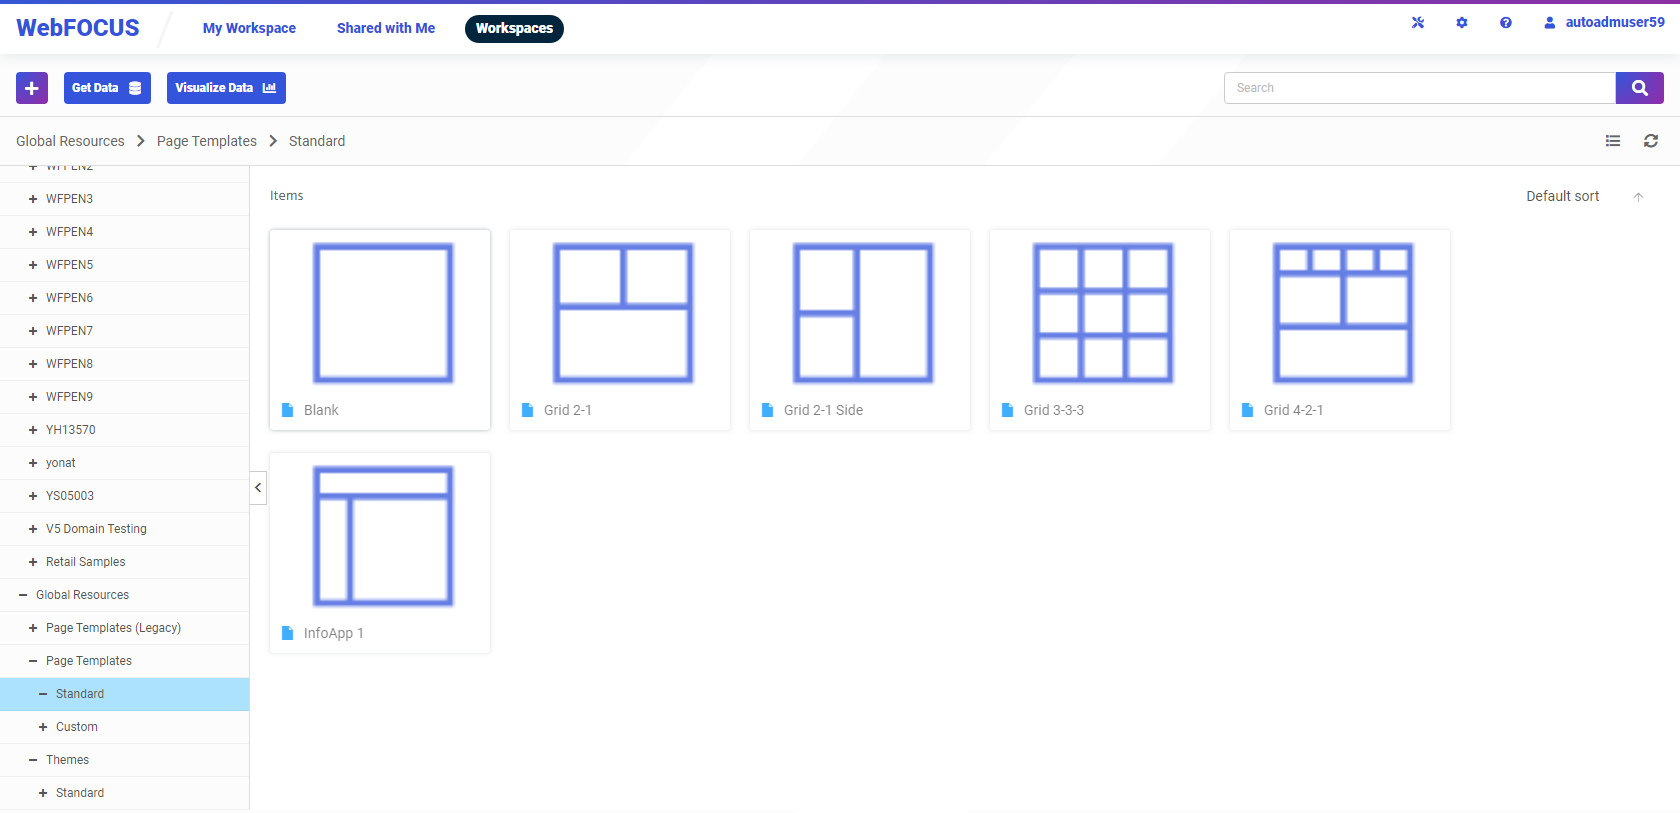 WebFOCUS
My Workspace
Shared with Me
Workspaces
autoadmuser59
Get Data
Visualize Data
Search
Global Resources
Page Templates
Standard
WFPEN2
WFPEN3
WFPEN4
WFPEN5
WFPEN6
WFPEN7
WFPEN8
WFPEN9
YH13570
yonat
YS05003
V5 Domain Testing
Retail Samples
Global Resources
Page Templates (Legacy)
Page Templates
Standard
Custom
Themes
Standard
Items
Default sort
Blank
Grid 2-1
Grid 2-1 Side
Grid 3-3-3
Grid 4-2-1
InfoApp 1